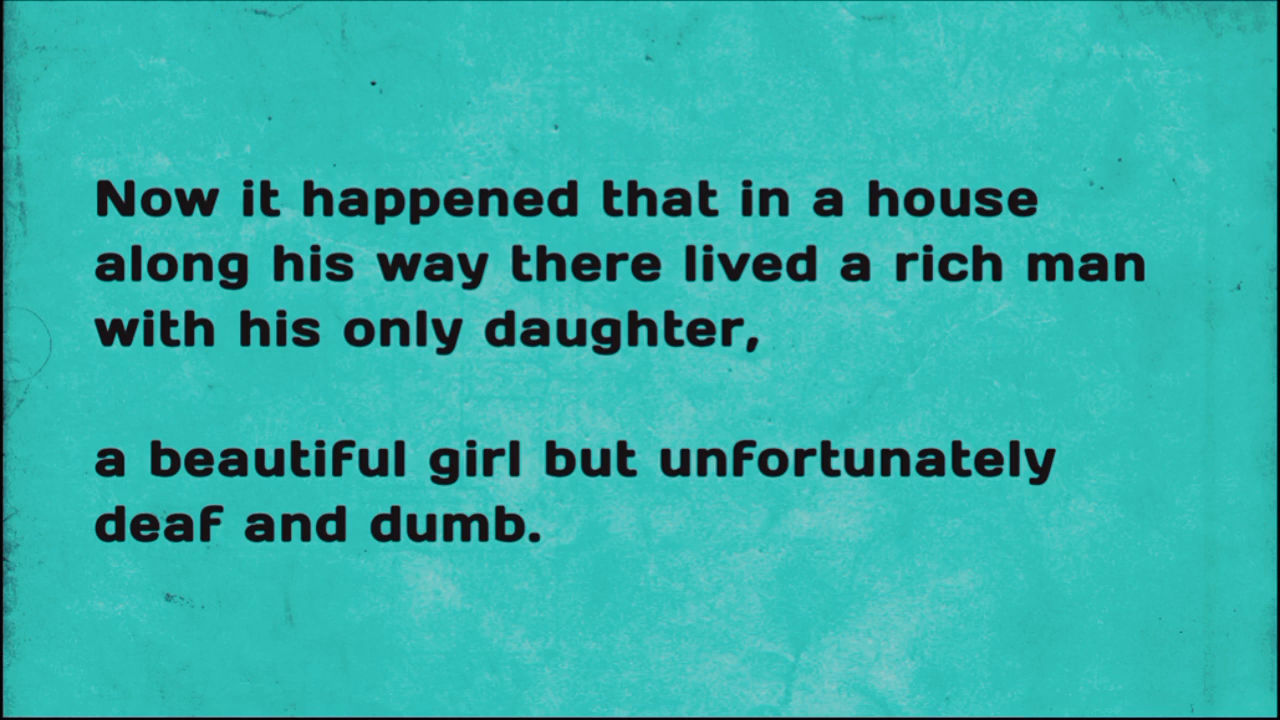 Now it happened that in a house
along his way there lived a rich man
with his only daughter,
a beautiful girl but unfortunately
deaf and dumb.